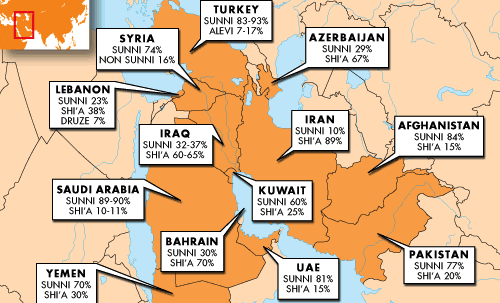 TURKEY
SUNNI 83-93%
ALEVI 7-17%
SYRIA
SUNNI 74%
NON SUNNI 16%
AZERBAIJAN
SUNNI 29%
SHI'A 67%
LEBANON
SUNNI 23%
SHI'A 38%
DRUZE 7%
IRAQ
SUNNI 32-37%
SHI'A 60-65%
IRAN
SUNNI 10%
SHI'A 89%
AFGHANISTAN
SUNNI 84%
SHI'A 15%
SAUDI ARABIA
SUNNI 89-90%
SHI'A 10-11%
KUWAIT
SUNNI 60%
SHI'A 25%
BAHRAIN
SUNNI 30%
SHI'A 70%
UAE
SUNNI 81%
SHI'A 15%
PAKISTAN
SUNNI 77%
SHI'A 20%
YEMEN
SUNNI 70%
SHI'A 30%